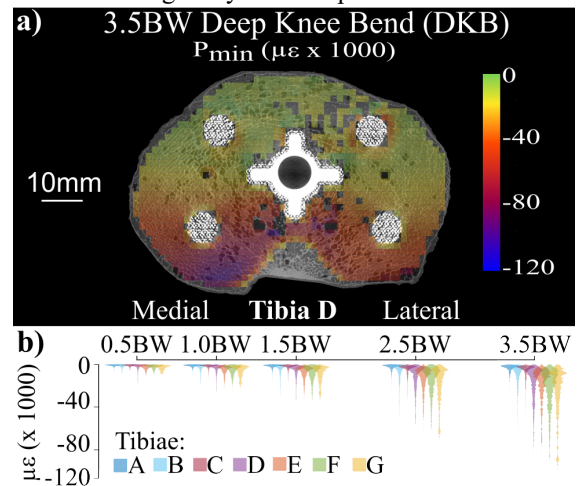 a) 3.5BW Deep Knee Bend (DKB)
Pmin (µε x 1000)
0
-40
-80
-120
10mm
Medial Tibia D Lateral
b) 0.5BW 1.0BW 1.5BW 2.5BW 3.5BW
µε (x 1000)
0
-40
-80
-120
Tibiae:
A B C D E F G